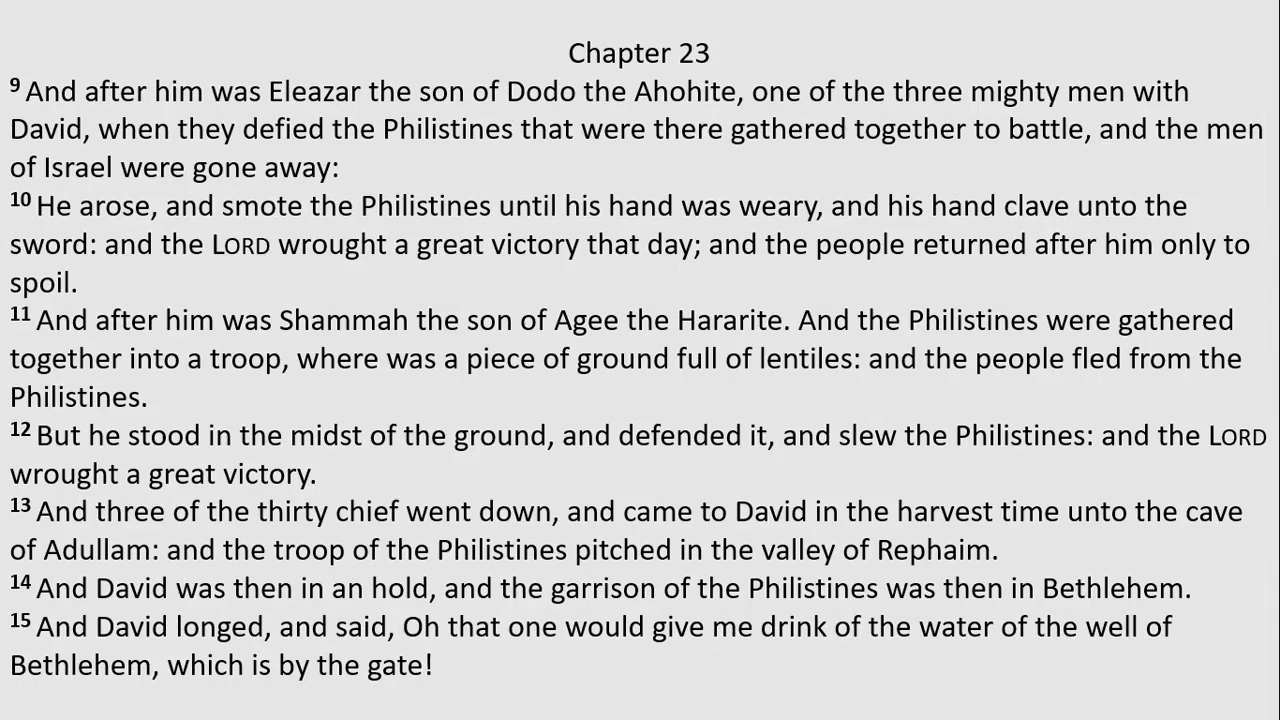 Chapter 23
9 And after him was Eleazar the son of Dodo the Ahohite, one of the three mighty men with
David, when they defied the Philistines that were there gathered together to battle, and the men
of Israel were gone away:
10 He arose, and smote the Philistines until his hand was weary, and his hand clave unto the
sword: and the LORD wrought a great victory that day; and the people returned after him only to
spoil.
11 And after him was Shammah the son of Agee the Hararite. And the Philistines were gathered
together into a troop, where was a piece of ground full of lentiles: and the people fled from the
Philistines.
12 But he stood in the midst of the ground, and defended it, and slew the Philistines: and the LORD
wrought a great victory.
13 And three of the thirty chief went down, and came to David in the harvest time unto the cave
of Adullam: and the troop of the Philistines pitched in the valley of Rephaim.
14 And David was then in an hold, and the garrison of the Philistines was then in Bethlehem.
15 And David longed, and said, Oh that one would give me drink of the water of the well of
Bethlehem, which is by the gate!